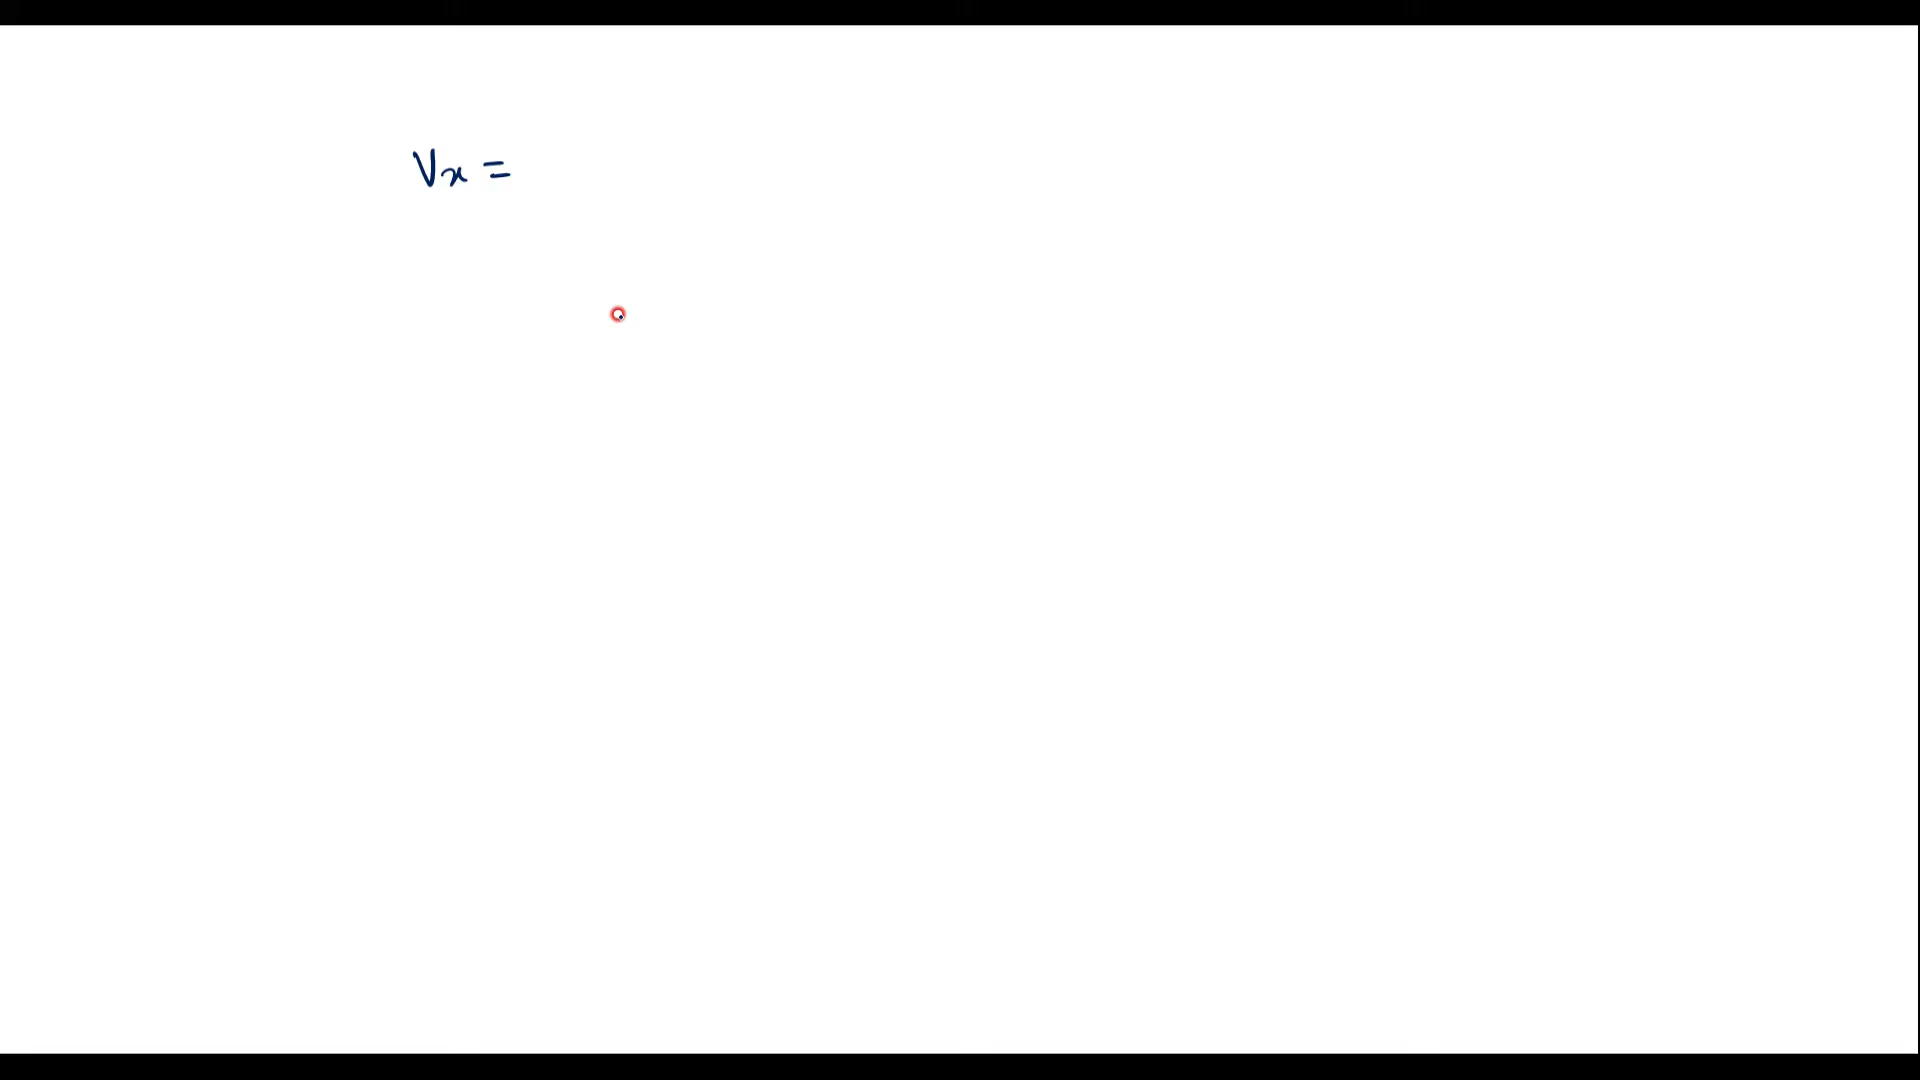 Vx =